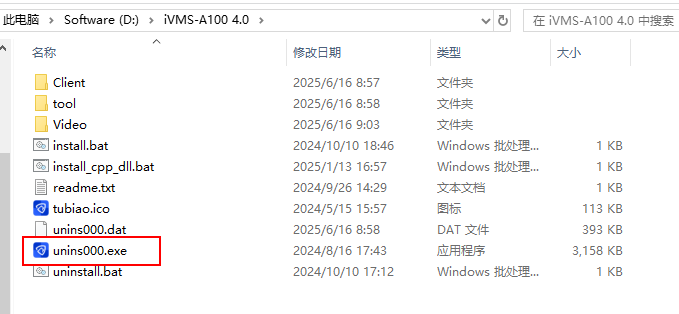 此电脑 > Software (D:) > iVMS-A100 4.0 > 在 iVMS-A100 4.0 中搜索
名称 修改日期 类型 大小
Client 2025/6/16 8:57 文件夹
tool 2025/6/16 8:58 文件夹
Video 2025/6/16 9:03 文件夹
install.bat 2024/10/10 18:46 Windows 批处理... 1 KB
install_cpp_dll.bat 2025/1/13 16:57 Windows 批处理... 1 KB
readme.txt 2024/9/26 14:29 文本文档 1 KB
tubiao.ico 2024/5/15 15:57 图标 113 KB
unins000.dat 2025/6/16 8:58 DAT 文件 393 KB
unins000.exe 2024/8/16 17:43 应用程序 3,158 KB
uninstall.bat 2024/10/10 17:12 Windows 批处理... 1 KB